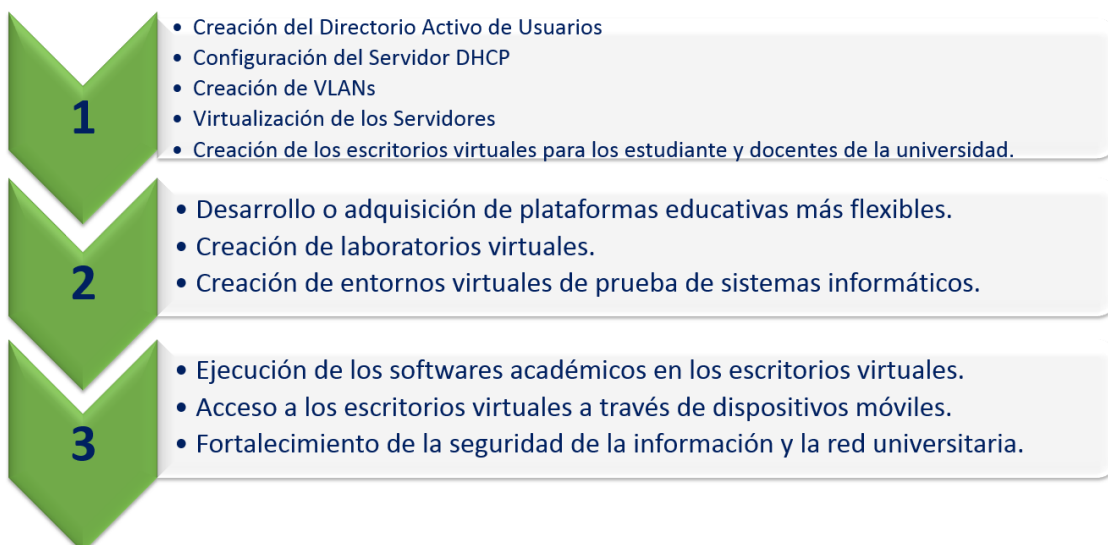 1
• Creación del Directorio Activo de Usuarios
• Configuración del Servidor DHCP
• Creación de VLANs
• Virtualización de los Servidores
• Creación de los escritorios virtuales para los estudiante y docentes de la universidad.
2
• Desarrollo o adquisición de plataformas educativas más flexibles.
• Creación de laboratorios virtuales.
• Creación de entornos virtuales de prueba de sistemas informáticos.
3
• Ejecución de los softwares académicos en los escritorios virtuales.
• Acceso a los escritorios virtuales a través de dispositivos móviles.
• Fortalecimiento de la seguridad de la información y la red universitaria.